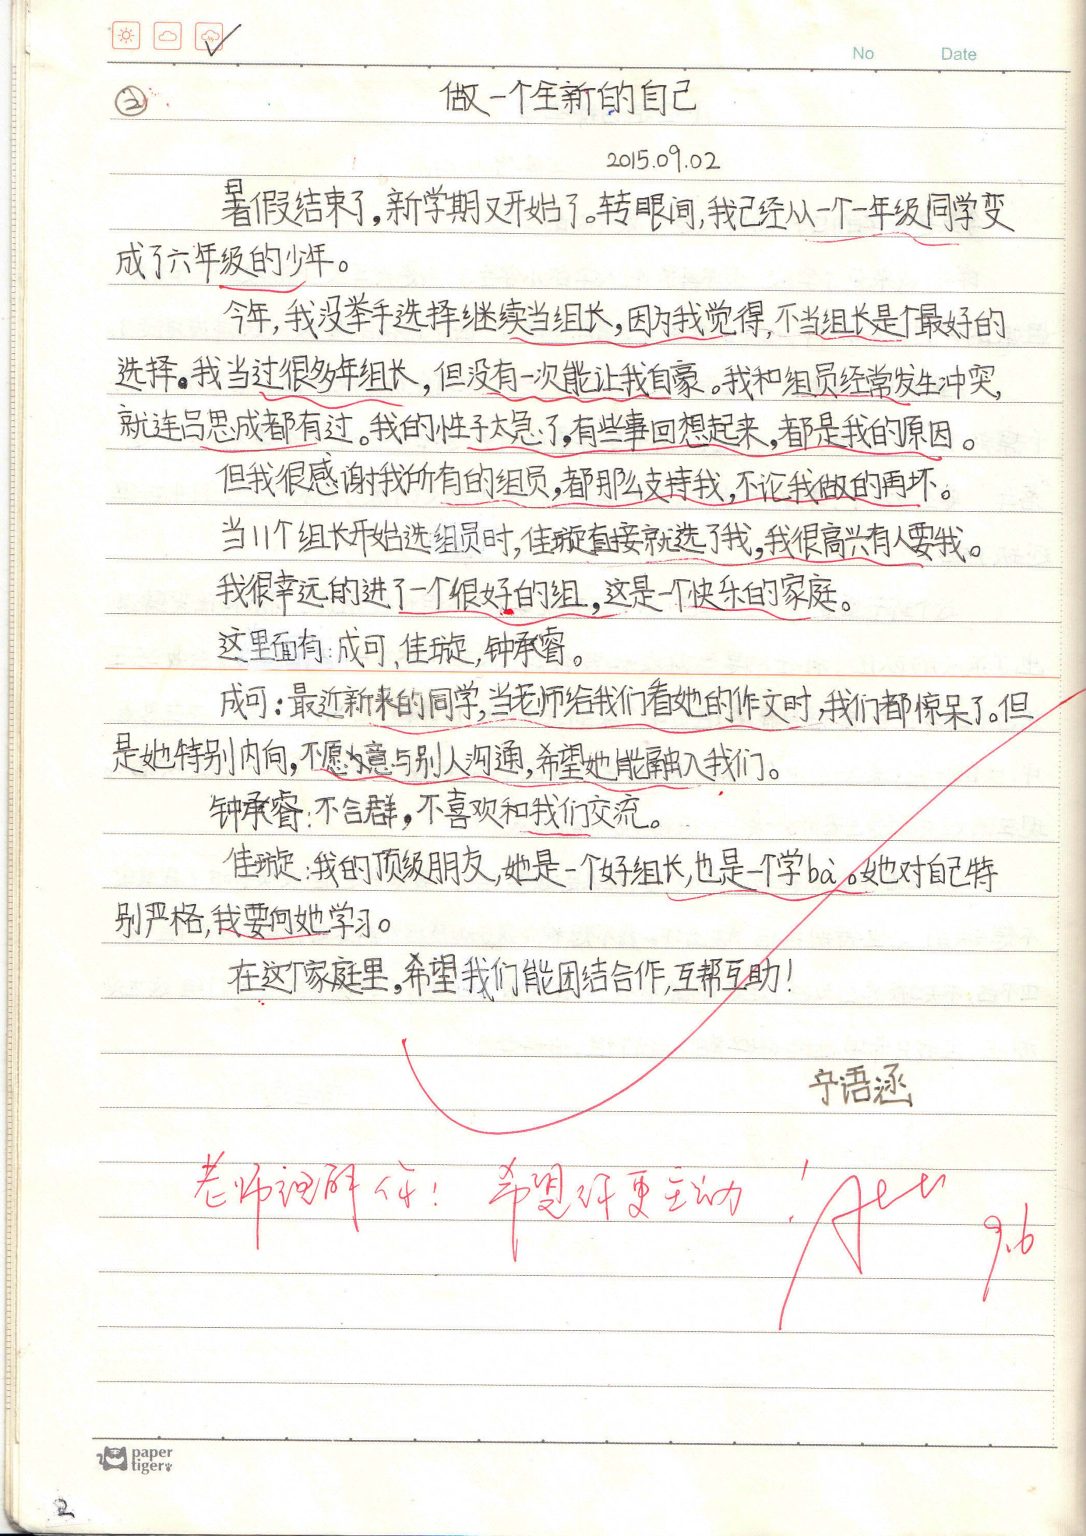 No Date
② 做一个全新的自己
2015.09.02
暑假结束了，新学期又开始了。转眼间，我已经从一个一年级同学变
成了六年级的少年。
今年，我没举手选择继续当组长，因为我觉得，不当组长是个最好的
选择。我当过很多年组长，但没有一次能让我自豪。我和组员经常发生冲突，
就连吕思成都有过。我的性子太急了，有些事回想起来，都是我的原因。
但我很感谢我所有的组员，都那么支持我，不论我做的再坏。
当11个组长开始选组员时，佳璇直接就选了我，我很高兴有人要我。
我很幸远的进了一个很好的组，这是一个快乐的家庭。
这里面有：成可、佳璇，钟承睿。
成可：最近新来的同学，当老师给我们看她的作文时，我们都惊呆了。但
是她特别内向，不愿意与别人沟通，希望她能融入我们。
钟承睿：不合群，不喜欢和我们交流。
佳璇：我的顶级朋友，她是一个好组长，也是一个学bà。她对自己特
别严格，我要向她学习。
在这个家庭里，希望我们能团结合作，互帮互助！
宁语涵
老师理解你！ 希望你更主动！ A++
9.6
paper
tiger
2